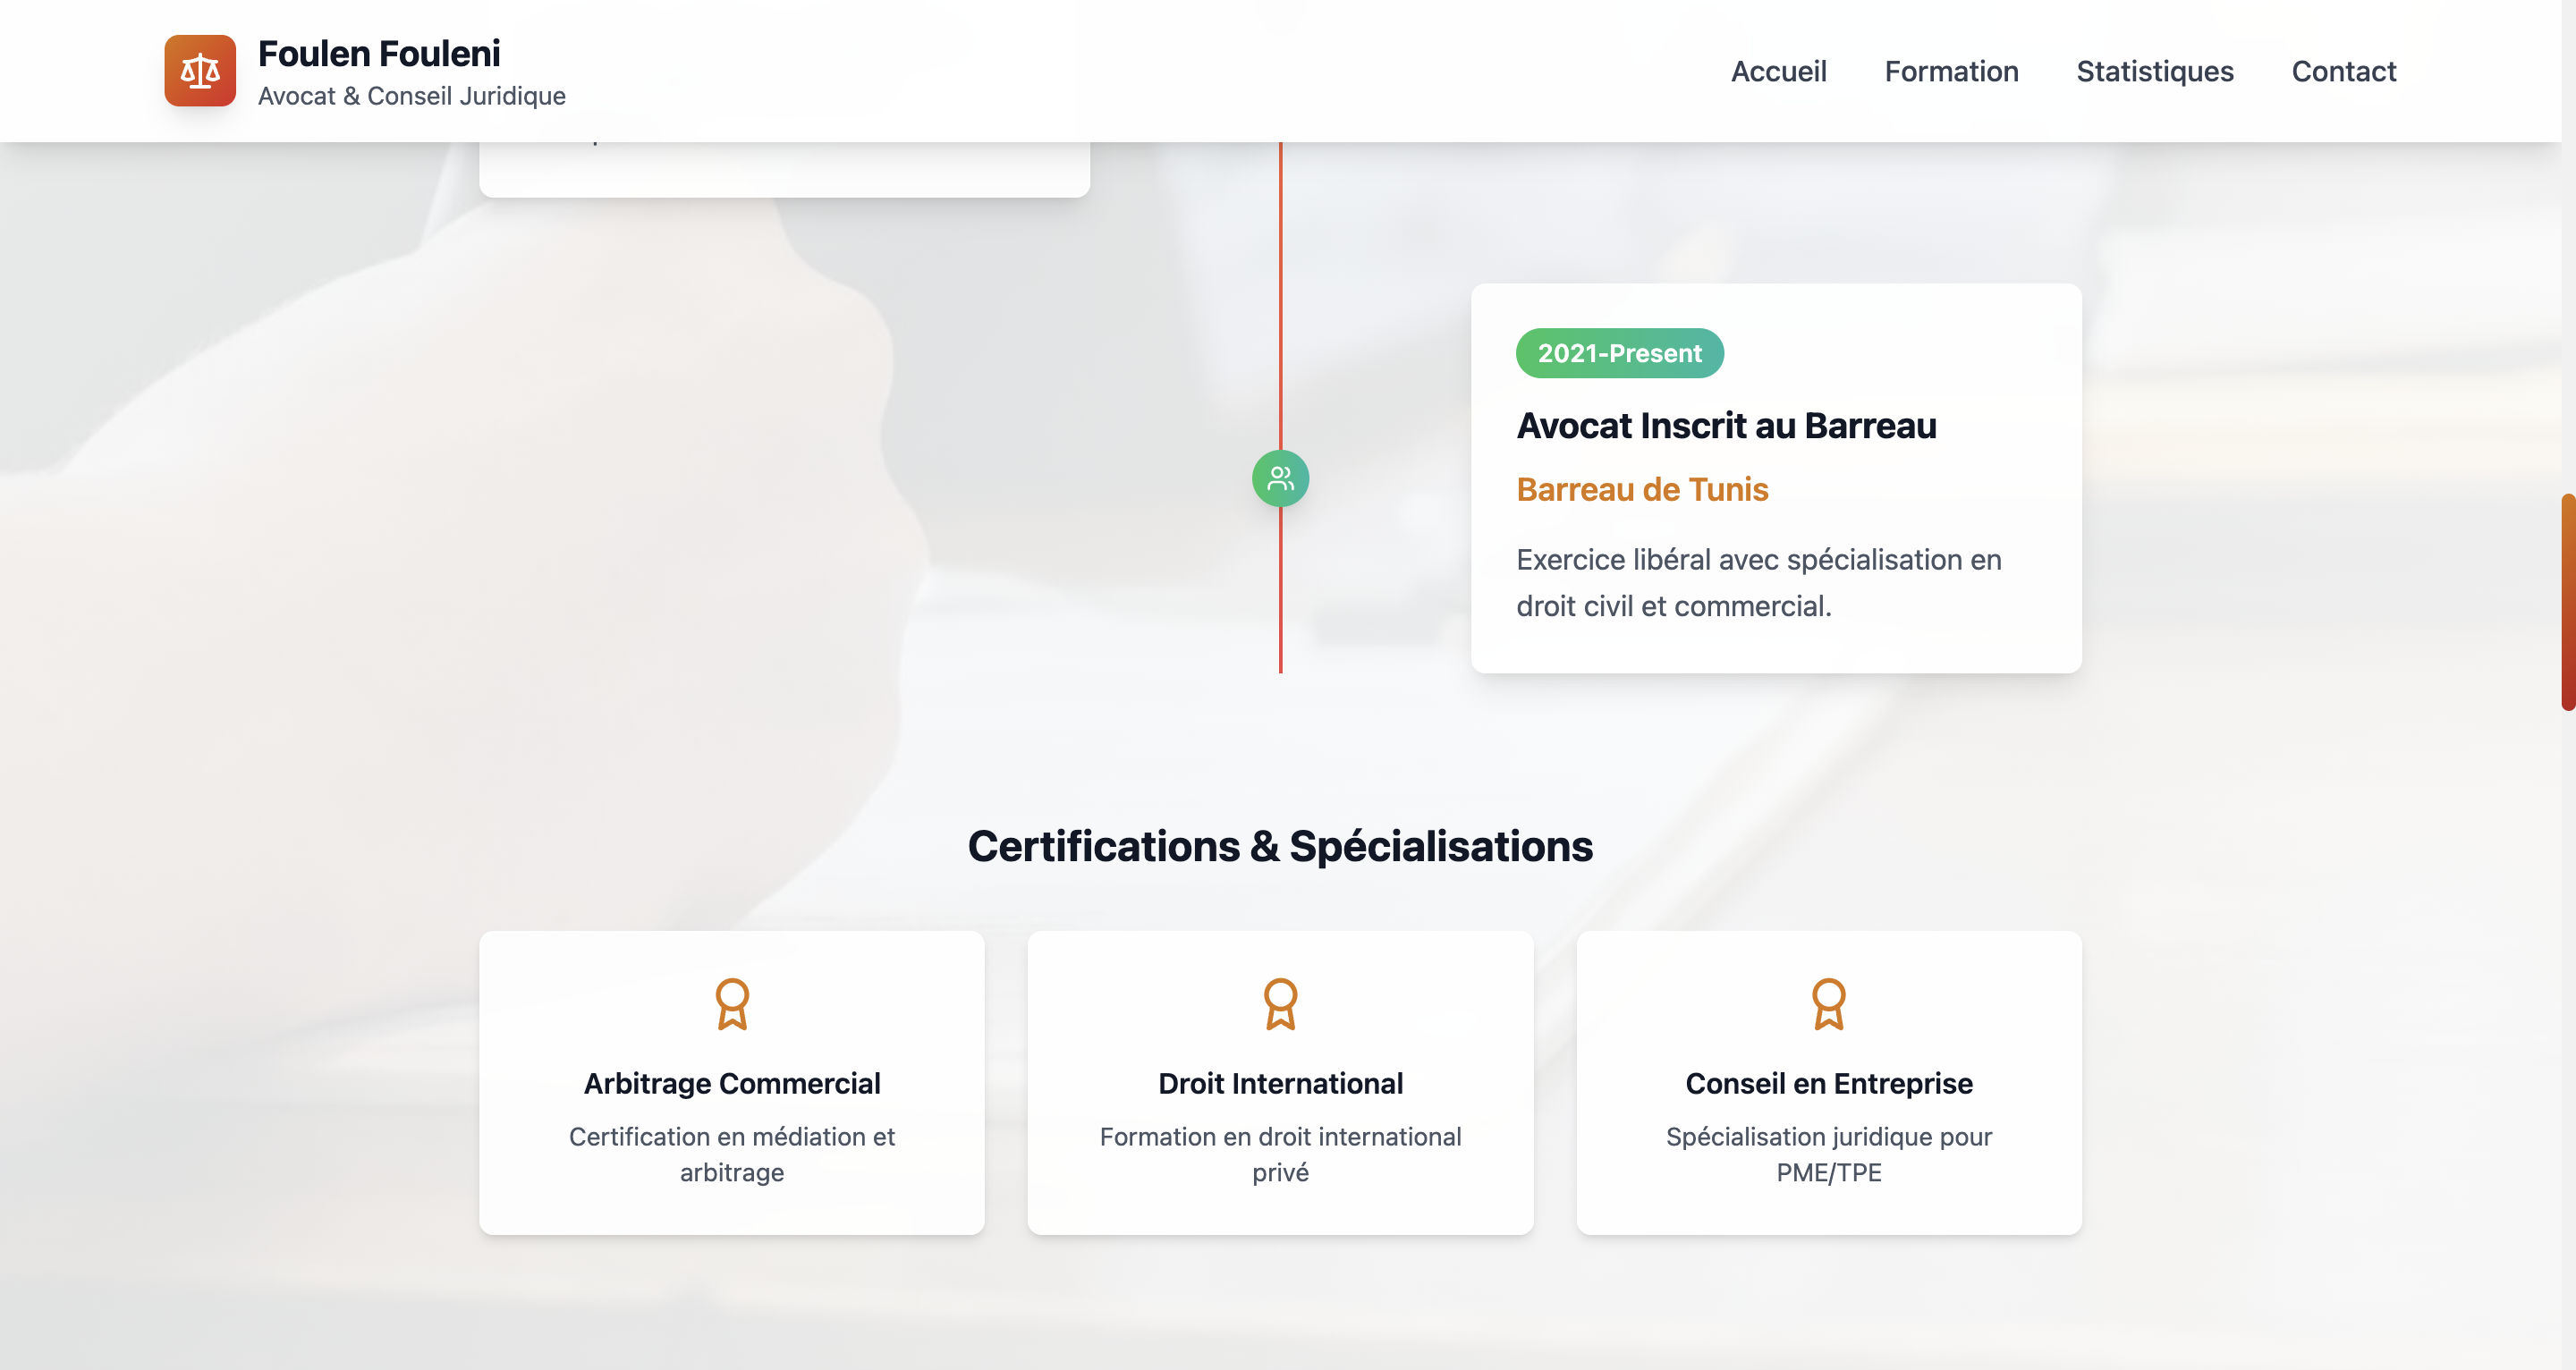 Foulen Fouleni
Avocat & Conseil Juridique
Accueil
Formation
Statistiques
Contact
2021-Present
Avocat Inscrit au Barreau
Barreau de Tunis
Exercice libéral avec spécialisation en
droit civil et commercial.
Certifications & Spécialisations
Arbitrage Commercial
Certification en médiation et
arbitrage
Droit International
Formation en droit international
privé
Conseil en Entreprise
Spécialisation juridique pour
PME/TPE